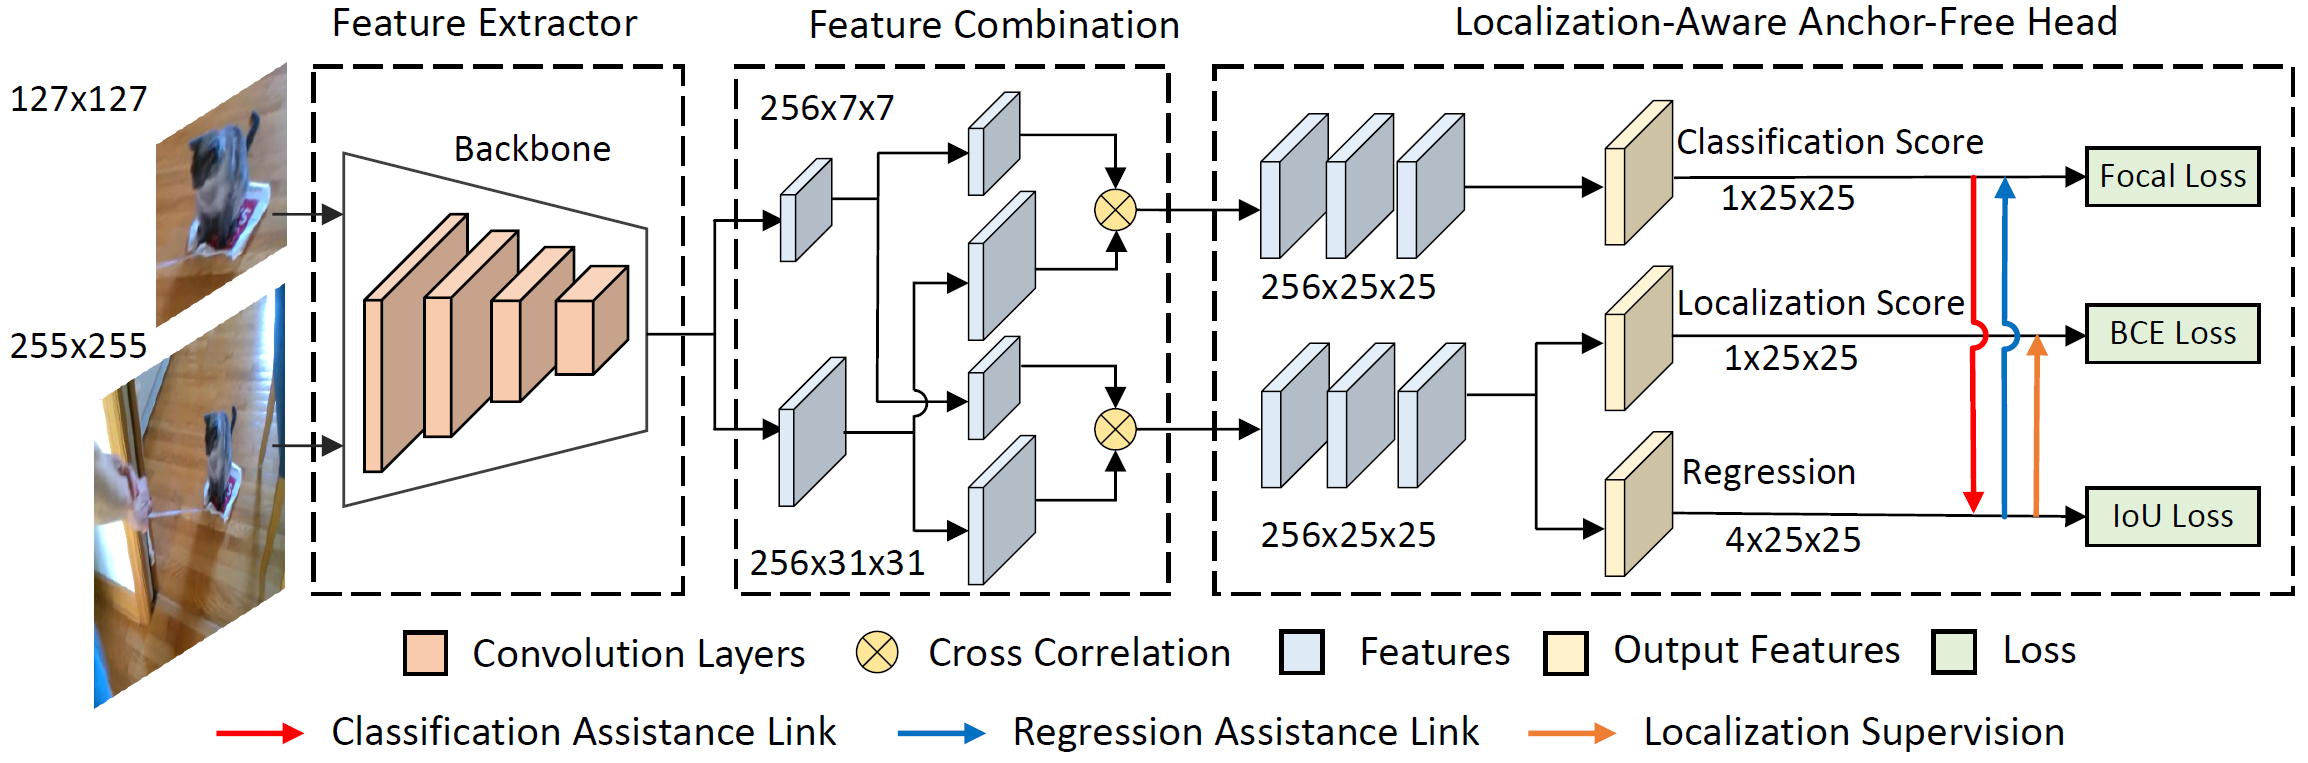 Feature Extractor
Feature Combination
Localization-Aware Anchor-Free Head
127x127
255x255
Backbone
256x7x7
256x31x31
256x25x25
256x25x25
Classification Score
1x25x25
Localization Score
1x25x25
Regression
4x25x25
Focal Loss
BCE Loss
IoU Loss
Convolution Layers
Cross Correlation
Features
Output Features
Loss
Classification Assistance Link
Regression Assistance Link
Localization Supervision